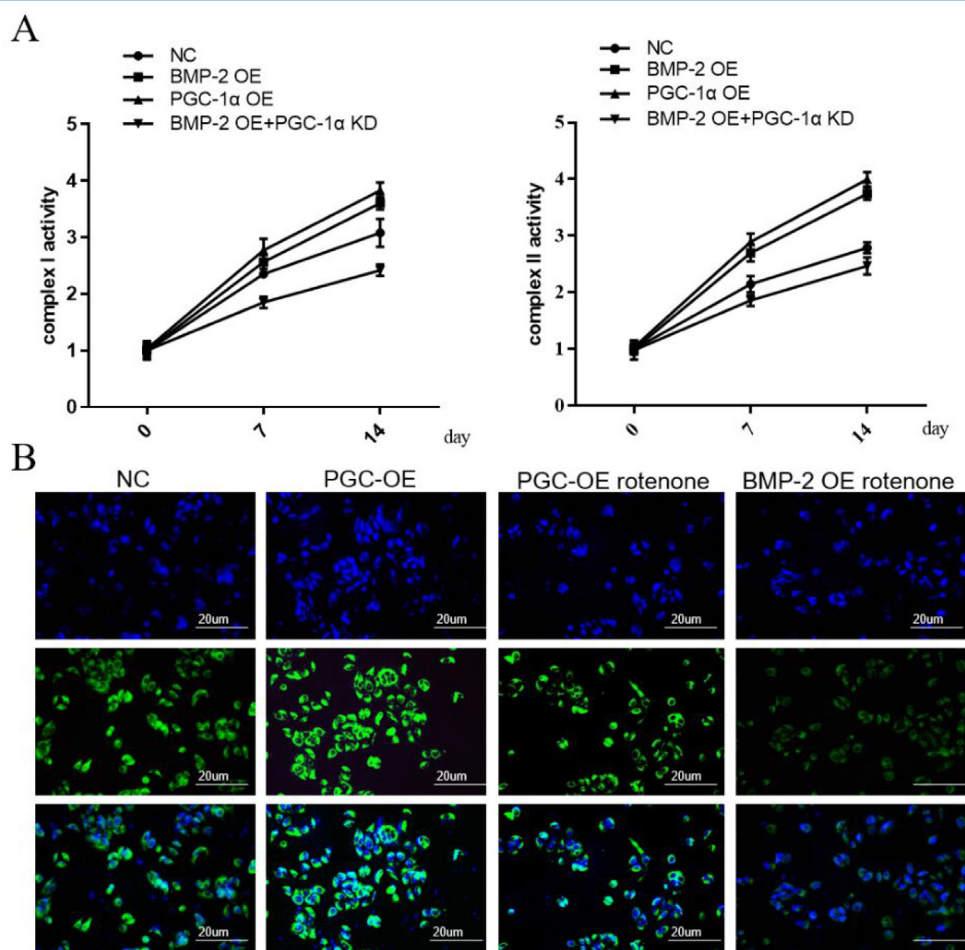 A
NC
BMP-2 OE
PGC-1α OE
BMP-2 OE+PGC-1α KD
complex I activity
5
4
3
2
1
0
0 7 14 day
NC
BMP-2 OE
PGC-1α OE
BMP-2 OE+PGC-1α KD
complex II activity
5
4
3
2
1
0
0 7 14 day
B
NC PGC-OE PGC-OE rotenone BMP-2 OE rotenone
20um 20um 20um 20um
20um 20um 20um
20um 20um 20um 20um